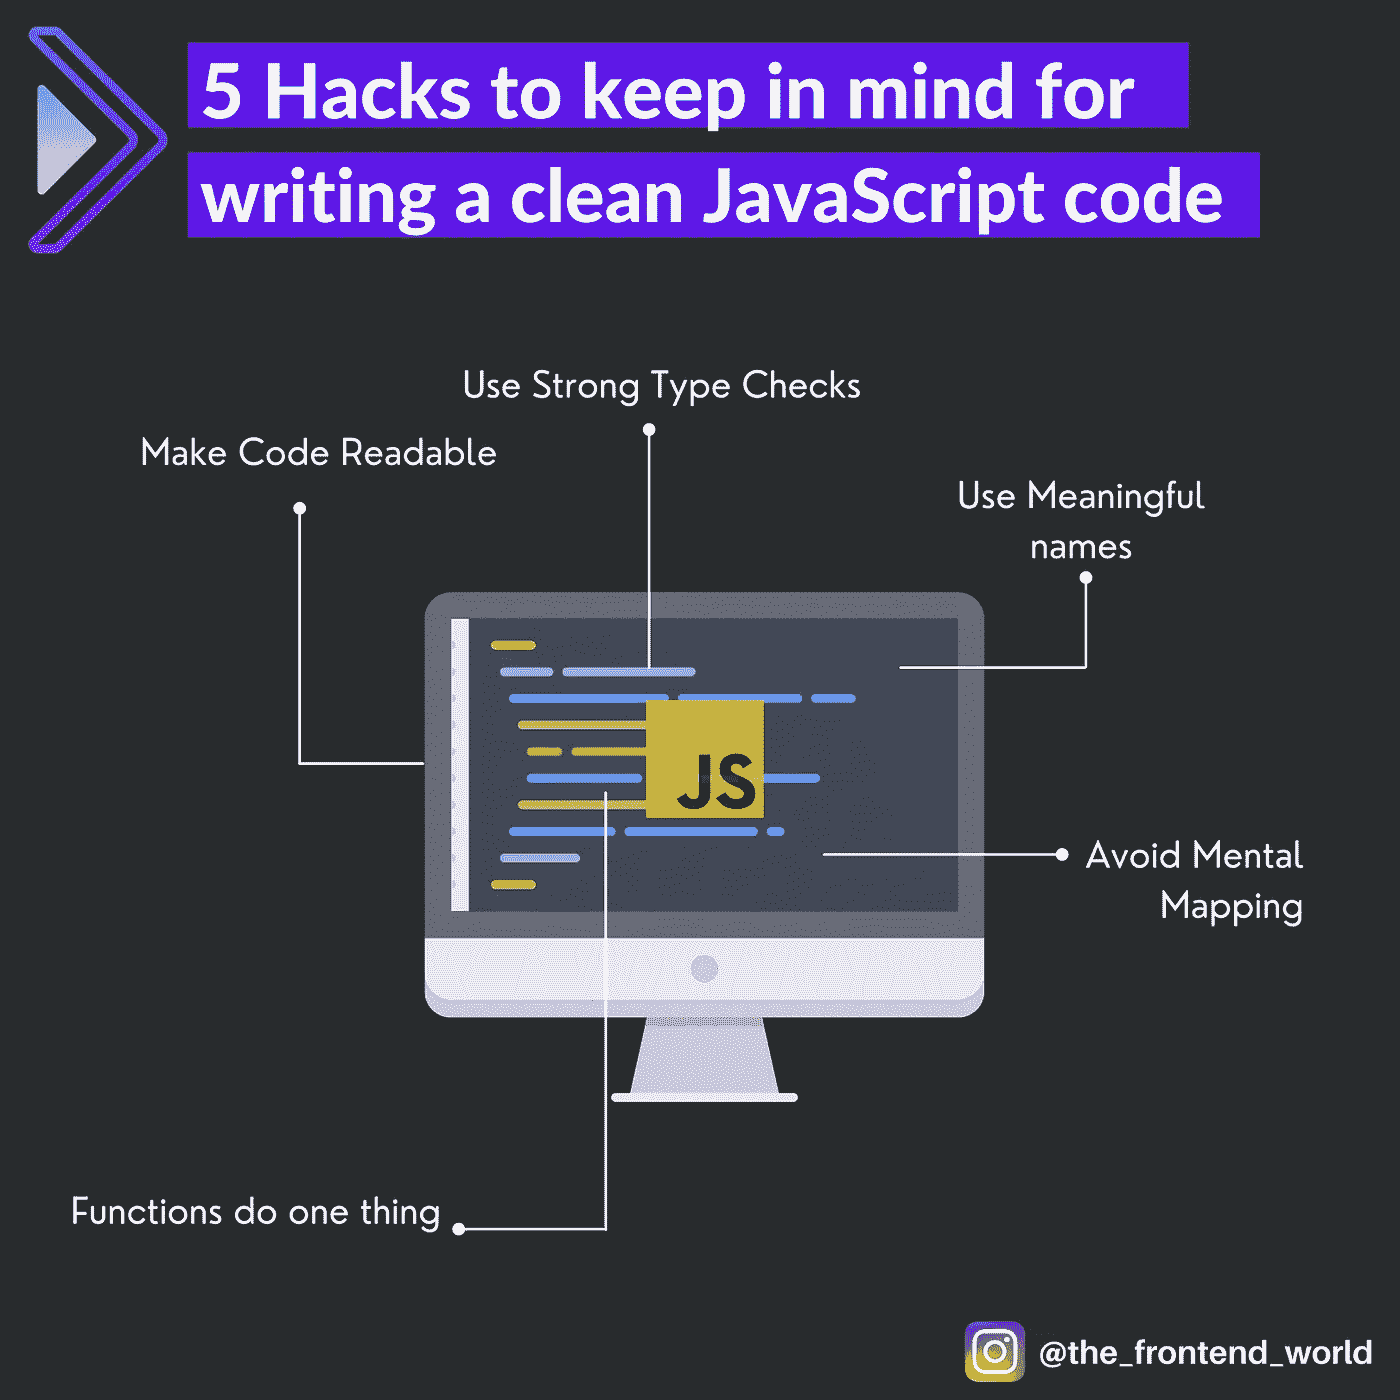 5 Hacks to keep in mind for
writing a clean JavaScript code
Use Strong Type Checks
Make Code Readable
Use Meaningful
names
JS
Avoid Mental
Mapping
Functions do one thing
@the_frontend_world